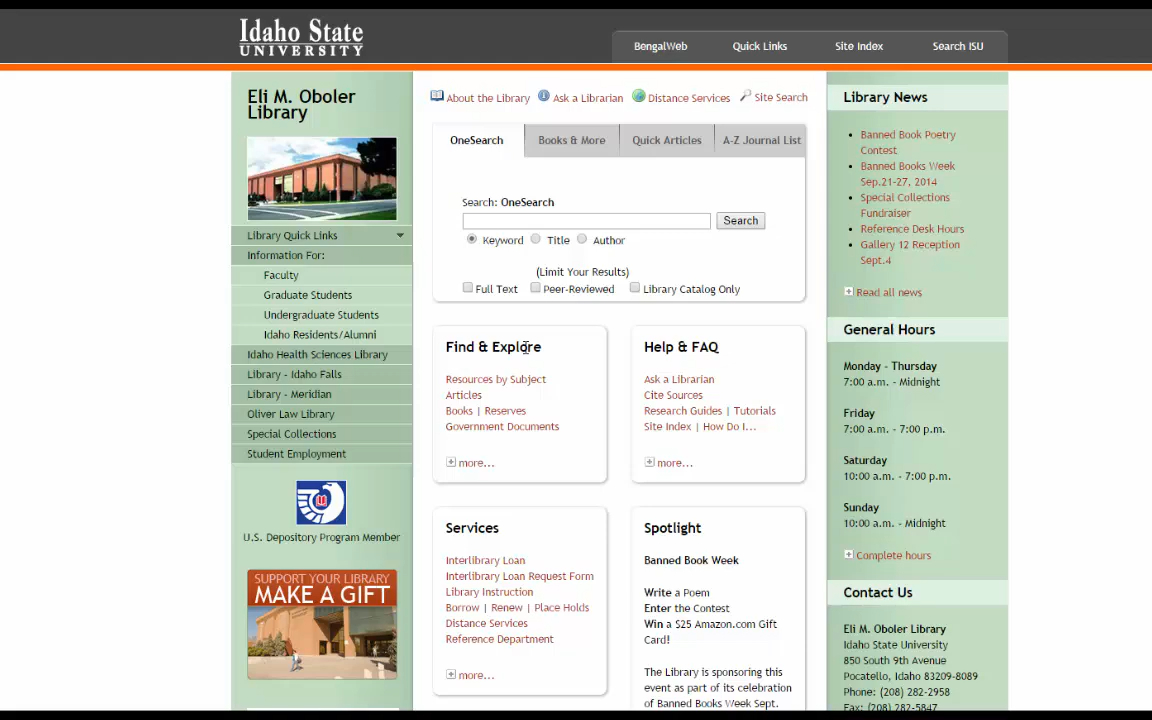 Idaho State
UNIVERSITY
BengalWeb
Quick Links
Site Index
Search ISU
Eli M. Oboler
Library
Library Quick Links
Information For:
Faculty
Graduate Students
Undergraduate Students
Idaho Residents/Alumni
Idaho Health Sciences Library
Library - Idaho Falls
Library - Meridian
Oliver Law Library
Special Collections
Student Employment
U.S. Depository Program Member
SUPPORT YOUR LIBRARY
MAKE A GIFT
About the Library
Ask a Librarian
Distance Services
Site Search
OneSearch
Books & More
Quick Articles
A-Z Journal List
Search: OneSearch
Search
Keyword
Title
Author
(Limit Your Results)
Full Text
Peer-Reviewed
Library Catalog Only
Find & Explore
Resources by Subject
Articles
Books | Reserves
Government Documents
more...
Help & FAQ
Ask a Librarian
Cite Sources
Research Guides | Tutorials
Site Index | How Do I...
more...
Services
Interlibrary Loan
Interlibrary Loan Request Form
Library Instruction
Borrow | Renew | Place Holds
Distance Services
Reference Department
more...
Spotlight
Banned Book Week
Write a Poem
Enter the Contest
Win a $25 Amazon.com Gift
Card!
The Library is sponsoring this
event as part of its celebration
of Banned Books Week Sept.
Library News
Banned Book Poetry
Contest
Banned Books Week
Sep.21-27, 2014
Special Collections
Fundraiser
Reference Desk Hours
Gallery 12 Reception
Sept.4
Read all news
General Hours
Monday - Thursday
7:00 a.m. - Midnight
Friday
7:00 a.m. - 7:00 p.m.
Saturday
10:00 a.m. - 7:00 p.m.
Sunday
10:00 a.m. - Midnight
Complete hours
Contact Us
Eli M. Oboler Library
Idaho State University
850 South 9th Avenue
Pocatello, Idaho 83209-8089
Phone: (208) 282-2958
Fax: (208) 282-5847